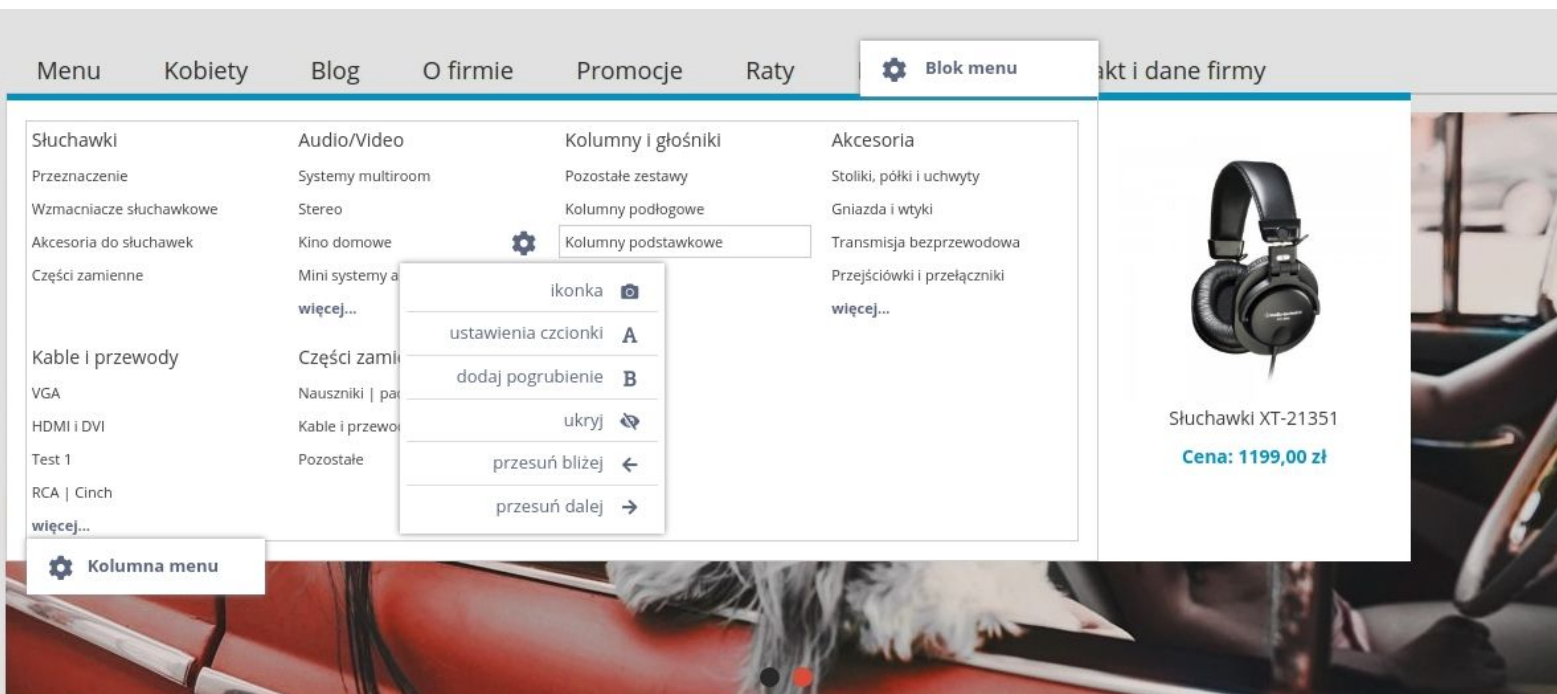 Menu Kobiety Blog O firmie Promocje Raty Blok menu akt i dane firmy
Słuchawki
Przeznaczenie
Wzmacniacze słuchawkowe
Akcesoria do słuchawek
Części zamienne
Audio/Video
Systemy multiroom
Stereo
Kino domowe
Mini systemy a
więcej...
Kolumny i głośniki
Pozostałe zestawy
Kolumny podłogowe
Kolumny podstawkowe
Akcesoria
Stoliki, półki i uchwyty
Gniazda i wtyki
Transmisja bezprzewodowa
Przejściówki i przełączniki
więcej...
Kable i przewody
VGA
HDMI i DVI
Test 1
RCA | Cinch
więcej...
Części zamie
Nauszniki | pad
Kable i przewo
Pozostałe
ikonka
ustawienia czcionki A
dodaj pogrubienie B
ukryj
przesuń bliżej
przesuń dalej
Słuchawki XT-21351
Cena: 1199,00 zł
Kolumna menu